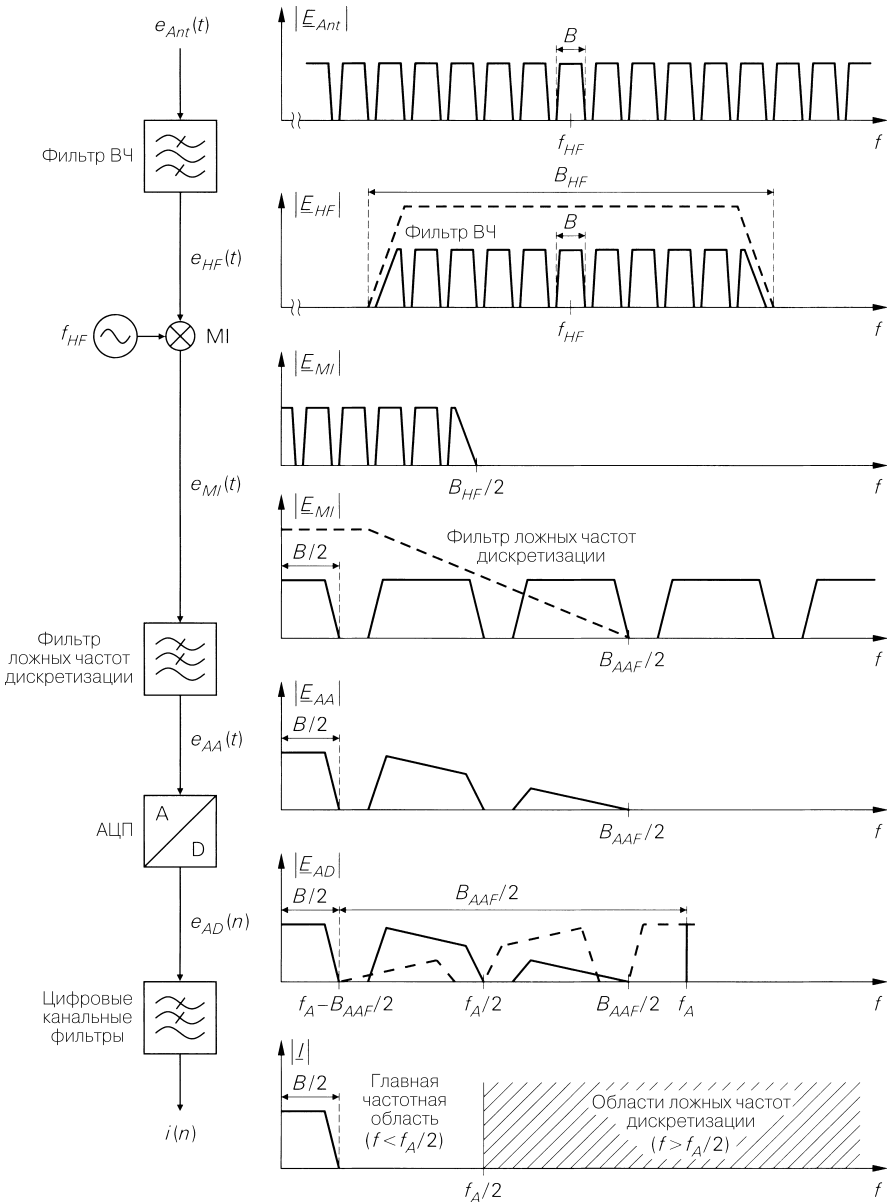 e_Ant(t)
Фильтр ВЧ
e_HF(t)
f_HF
MI
e_MI(t)
Фильтр
ложных частот
дискретизации
e_AA(t)
АЦП
A
D
e_AD(n)
Цифровые
канальные
фильтры
i(n)
|E_Ant|
B
f_HF
f
B_HF
|E_HF|
Фильтр ВЧ
B
f_HF
f
|E_MI|
B_HF/2
f
|E_MI|
Фильтр ложных частот
дискретизации
B/2
B_AAF/2
f
|E_AA|
B/2
B_AAF/2
f
|E_AD|
B/2
B_AAF/2
f_A–B_AAF/2
f_A/2
B_AAF/2
f_A
f
|I|
B/2
Главная
частотная
область
(f<f_A/2)
Области ложных частот
дискретизации
(f>f_A/2)
f_A/2
f